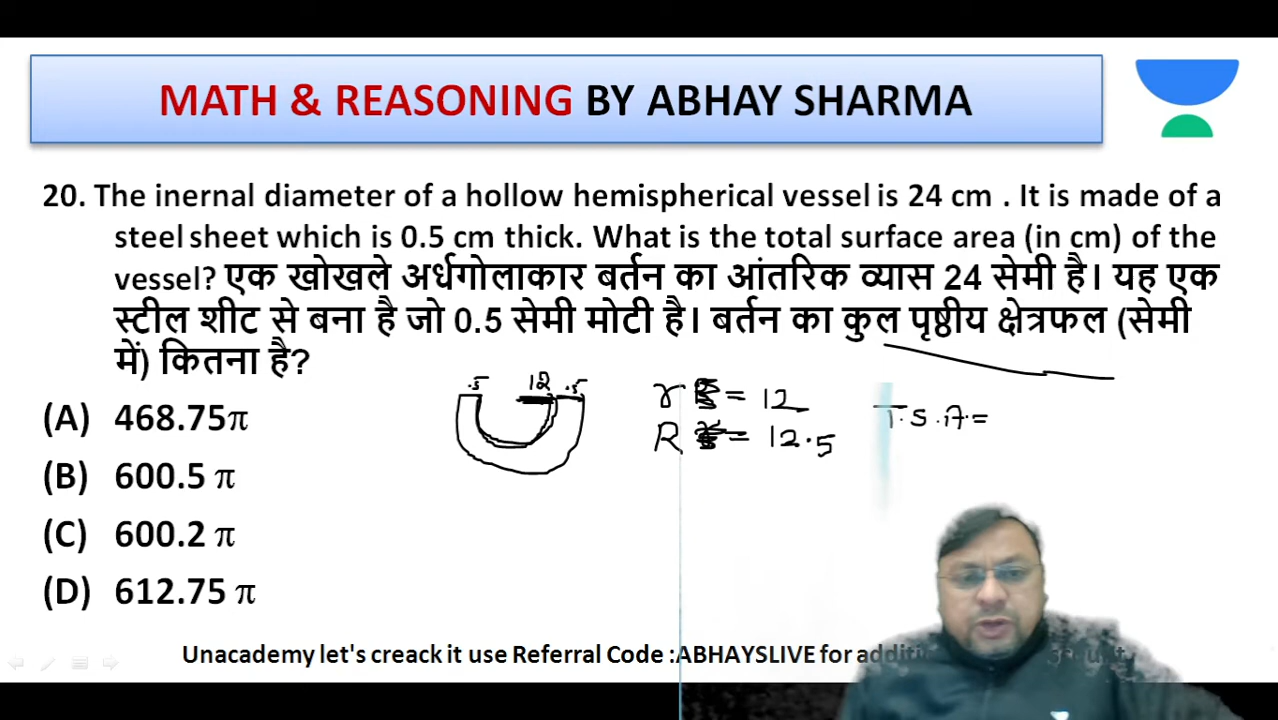 MATH & REASONING BY ABHAY SHARMA
20. The inernal diameter of a hollow hemispherical vessel is 24 cm . It is made of a
steel sheet which is 0.5 cm thick. What is the total surface area (in cm) of the
vessel? एक खोखले अर्धगोलाकार बर्तन का आंतरिक व्यास 24 सेमी है। यह एक
स्टील शीट से बना है जो 0.5 सेमी मोटी है। बर्तन का कुल पृष्ठीय क्षेत्रफल (सेमी
में) कितना है?
.5 12 .5
r = 12
R = 12.5
T.S.A=
(A) 468.75π
(B) 600.5 π
(C) 600.2 π
(D) 612.75 π
Unacademy let's creack it use Referral Code :ABHAYSLIVE for